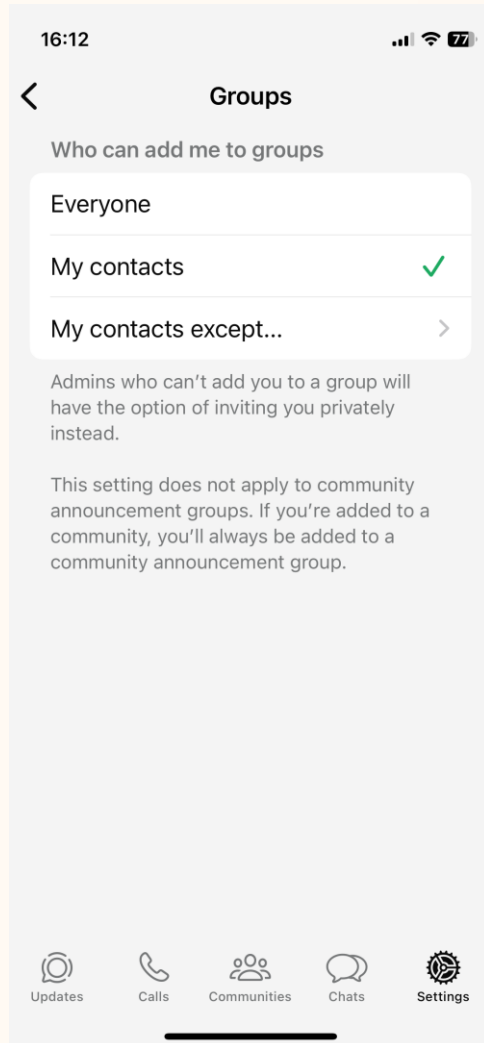 16:12
77
Groups
Who can add me to groups
Everyone
My contacts
My contacts except...
Admins who can’t add you to a group will
have the option of inviting you privately
instead.
This setting does not apply to community
announcement groups. If you’re added to a
community, you’ll always be added to a
community announcement group.
Updates
Calls
Communities
Chats
Settings